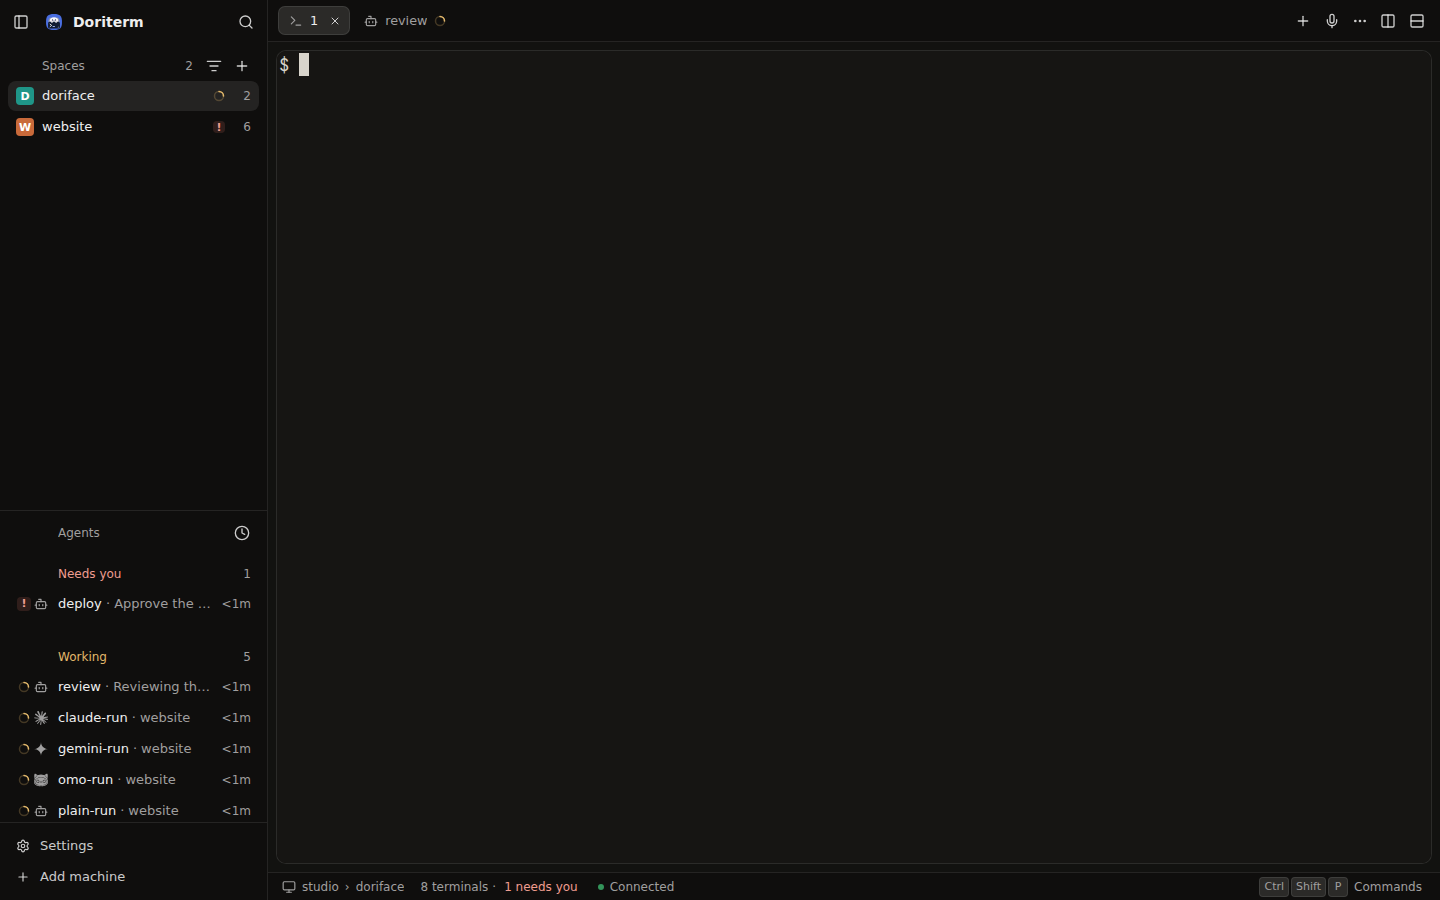 Doriterm
1
review
Spaces 2
D doriface 2
W website ! 6
$
Agents
Needs you 1
! deploy · Approve the … <1m
Working 5
review · Reviewing th… <1m
claude-run · website <1m
gemini-run · website <1m
omo-run · website <1m
plain-run · website <1m
Settings
Add machine
studio › doriface 8 terminals · 1 needs you Connected Ctrl Shift P Commands